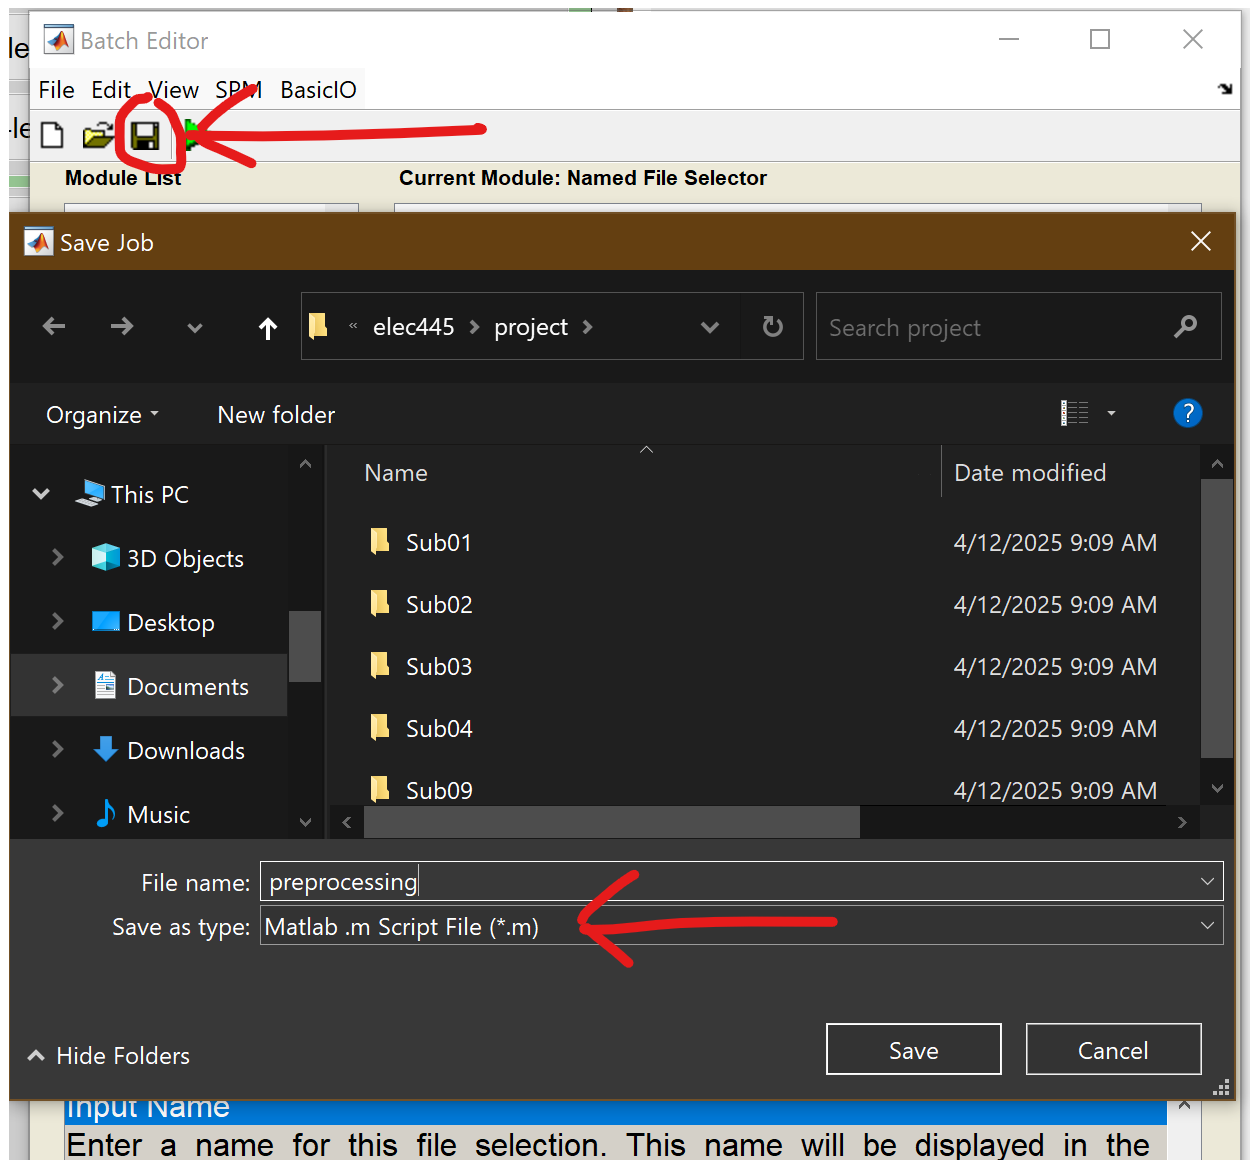 Batch Editor
File Edit View SPM BasicIO
Module List Current Module: Named File Selector
Save Job
« elec445 > project > Search project
Organize New folder ?
Name Date modified
This PC
3D Objects
Desktop
Documents
Downloads
Music
Sub01 4/12/2025 9:09 AM
Sub02 4/12/2025 9:09 AM
Sub03 4/12/2025 9:09 AM
Sub04 4/12/2025 9:09 AM
Sub09 4/12/2025 9:09 AM
File name: preprocessing
Save as type: Matlab .m Script File (*.m)
Hide Folders Save Cancel
Input Name
Enter a name for this file selection. This name will be displayed in the